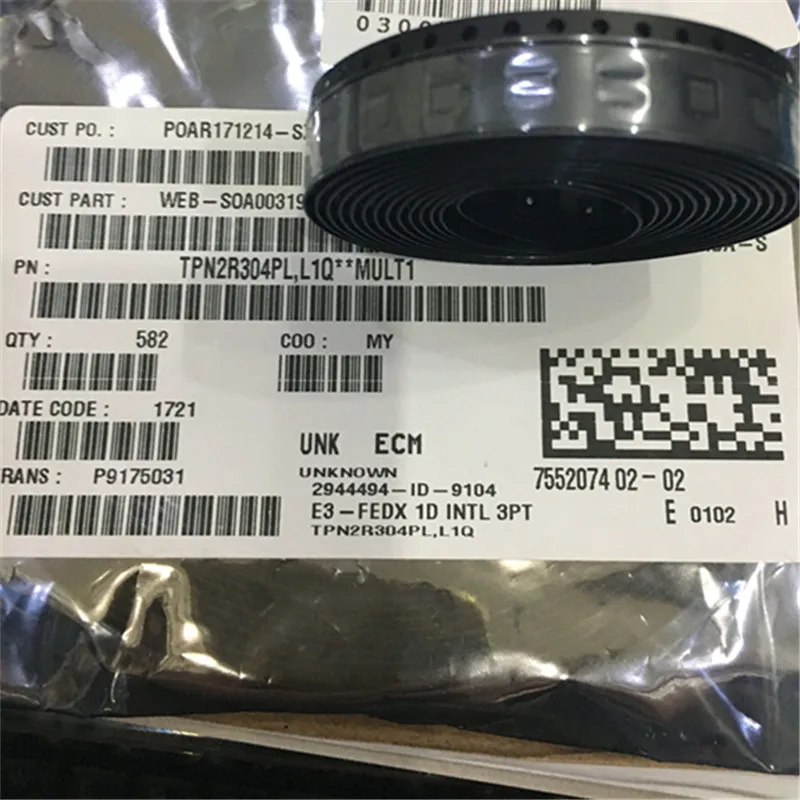 0300
CUST PO. : POAR171214-S
CUST PART : WEB-SOA00319
X-S
PN : TPN2R304PL,L1Q**MULT1
QTY : 582 COO : MY
DATE CODE : 1721
UNK ECM
RANS : P9175031
UNKNOWN
2944494-ID-9104
7552074 02-02
E3-FEDX 1D INTL 3PT
E 0102 H
TPN2R304PL,L1Q